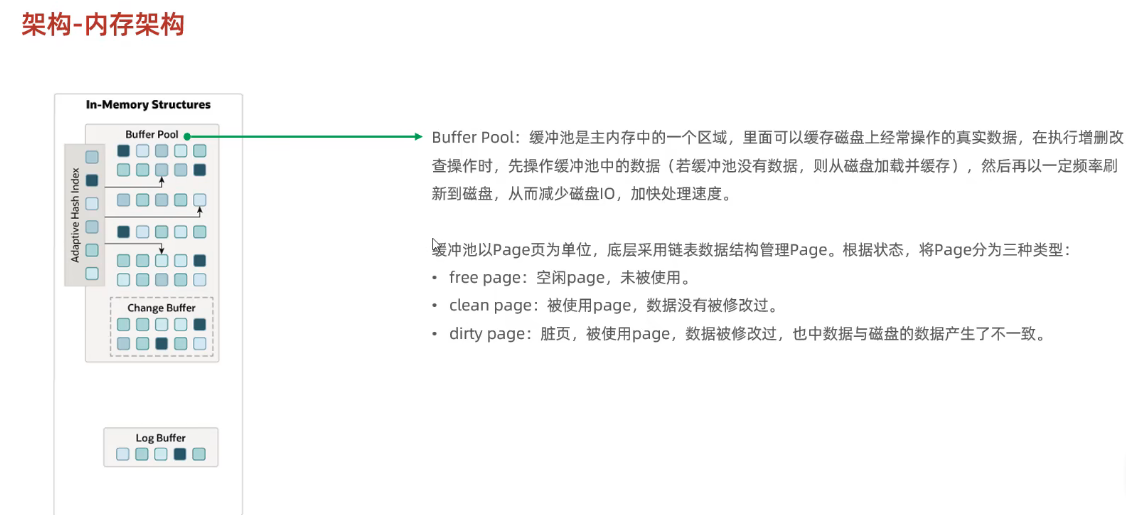 架构-内存架构
In-Memory Structures
Buffer Pool
Adaptive Hash Index
Change Buffer
Log Buffer
Buffer Pool：缓冲池是主内存中的一个区域，里面可以缓存磁盘上经常操作的真实数据，在执行增删改
查操作时，先操作缓冲池中的数据（若缓冲池没有数据，则从磁盘加载并缓存），然后再以一定频率刷
新到磁盘，从而减少磁盘IO，加快处理速度。
缓冲池以Page页为单位，底层采用链表数据结构管理Page。根据状态，将Page分为三种类型：
• free page：空闲page，未被使用。
• clean page：被使用page，数据没有被修改过。
• dirty page：脏页，被使用page，数据被修改过，也中数据与磁盘的数据产生了不一致。